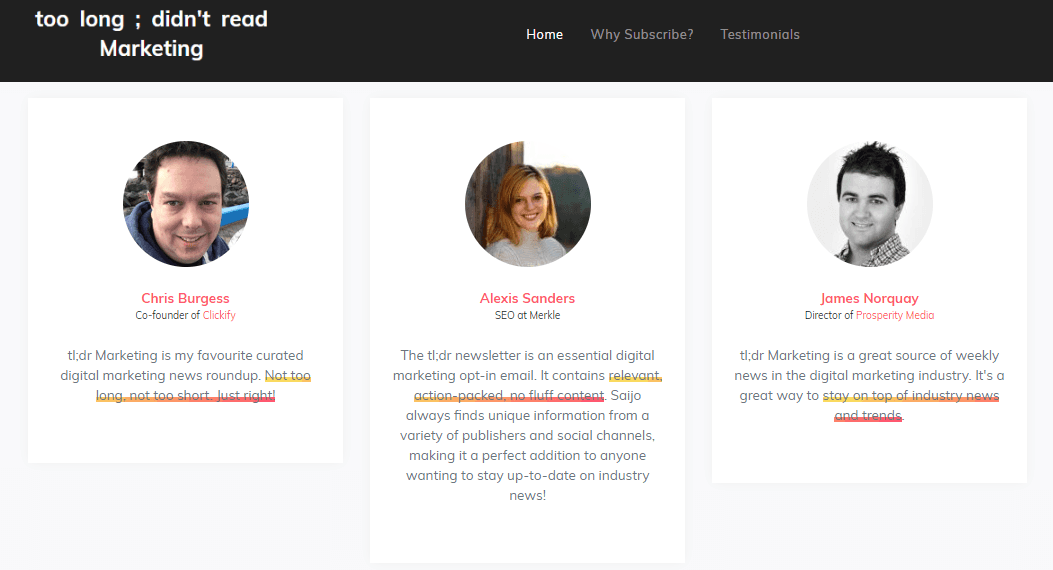 too long ; didn't read
Marketing
Home
Why Subscribe?
Testimonials
Chris Burgess
Co-founder of Clickify
tl;dr Marketing is my favourite curated
digital marketing news roundup. Not too
long, not too short. Just right!
Alexis Sanders
SEO at Merkle
The tl;dr newsletter is an essential digital
marketing opt-in email. It contains relevant,
action-packed, no fluff content. Saijo
always finds unique information from a
variety of publishers and social channels,
making it a perfect addition to anyone
wanting to stay up-to-date on industry
news!
James Norquay
Director of Prosperity Media
tl;dr Marketing is a great source of weekly
news in the digital marketing industry. It's a
great way to stay on top of industry news
and trends.